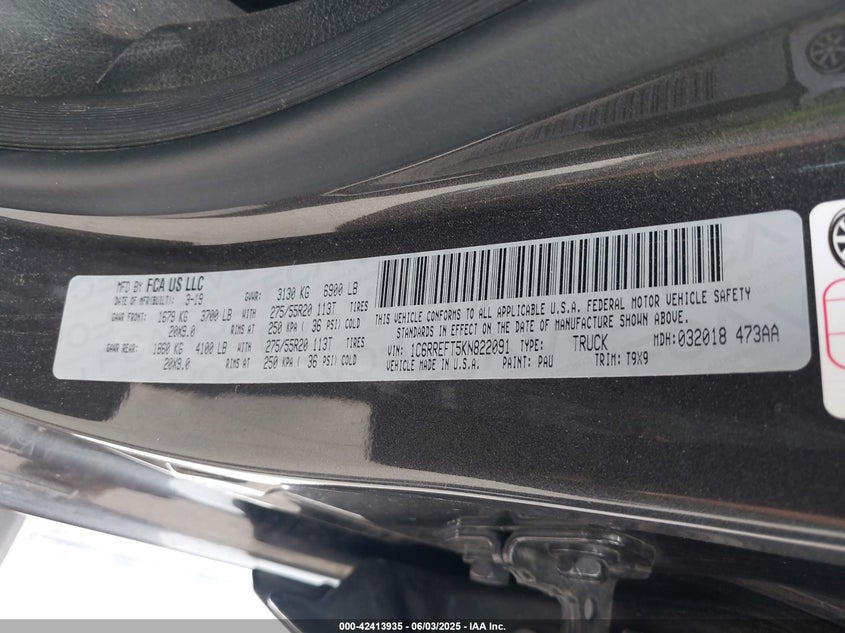 MFD BY FCA US LLC
DATE OF MFR(BUILT): 3-19 GVWR: 3130 KG 6900 LB
GAWR FRONT: 1679 KG 3700 LB WITH 275/55R20 113T TIRES
20X9.0 RIMS AT 250 KPA ( 36 PSI) COLD
GAWR REAR: 1860 KG 4100 LB WITH 275/55R20 113T TIRES
20X9.0 RIMS AT 250 KPA ( 36 PSI) COLD
THIS VEHICLE CONFORMS TO ALL APPLICABLE U.S.A. FEDERAL MOTOR VEHICLE SAFETY
STANDARDS IN EFFECT ON THE DATE OF MANUFACTURE SHOWN ABOVE.
VIN: 1C6RREFT5KN822091 TYPE: TRUCK MDH:032018 473AA
VEHICLE MADE IN U.S.A. PAINT: PAU TRIM: T9X9
000-42413935 - 06/03/2025 - IAA Inc.